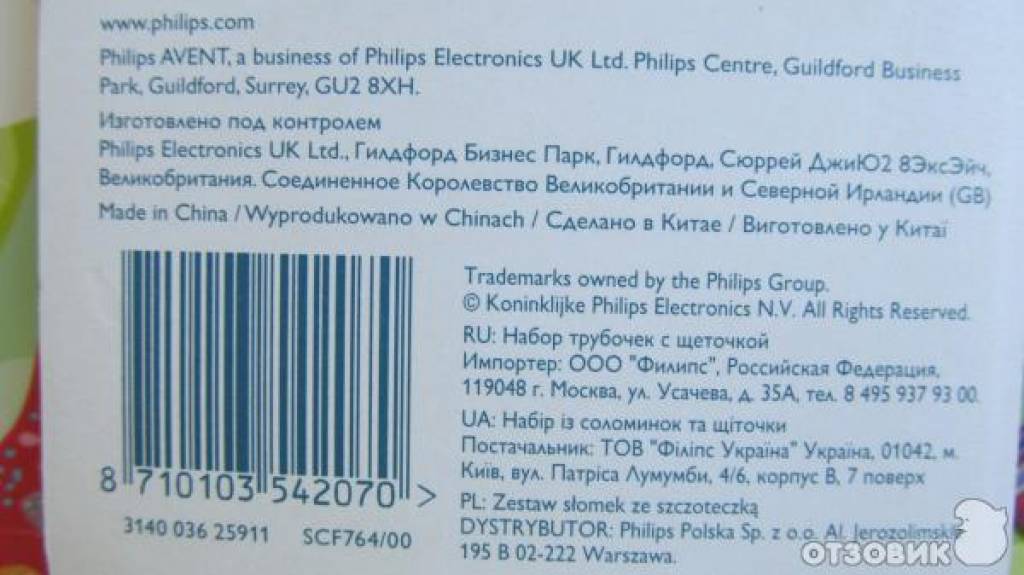 www.philips.com
Philips AVENT, a business of Philips Electronics UK Ltd. Philips Centre, Guildford Business
Park, Guildford, Surrey, GU2 8XH.
Изготовлено под контролем
Philips Electronics UK Ltd., Гилдфорд Бизнес Парк, Гилдфорд, Сюррей ДжиЮ2 8ЭксЭйч,
Великобритания. Соединенное Королевство Великобритании и Северной Ирландии (GB)
Made in China / Wyprodukowano w Chinach / Сделано в Китае / Виготовлено у Китаї
Trademarks owned by the Philips Group.
© Koninklijke Philips Electronics N.V. All Rights Reserved.
RU: Набор трубочек с щеточкой
Импортер: ООО "Филипс", Российская Федерация,
119048 г. Москва, ул. Усачева, д. 35А, тел. 8 495 937 93 00.
UA: Набір із соломинок та щіточки
Постачальник: ТОВ "Філіпс Україна" Україна, 01042, м.
Київ, вул. Патріса Лумумби, 4/6, корпус В, 7 поверх
PL: Zestaw słomek ze szczoteczką
DYSTRYBUTOR: Philips Polska Sp. z o.o. Al. Jerozolimskie
195 B 02-222 Warszawa.
8 710103 542070 >
3140 036 25911 SCF764/00
ОТЗОВИК